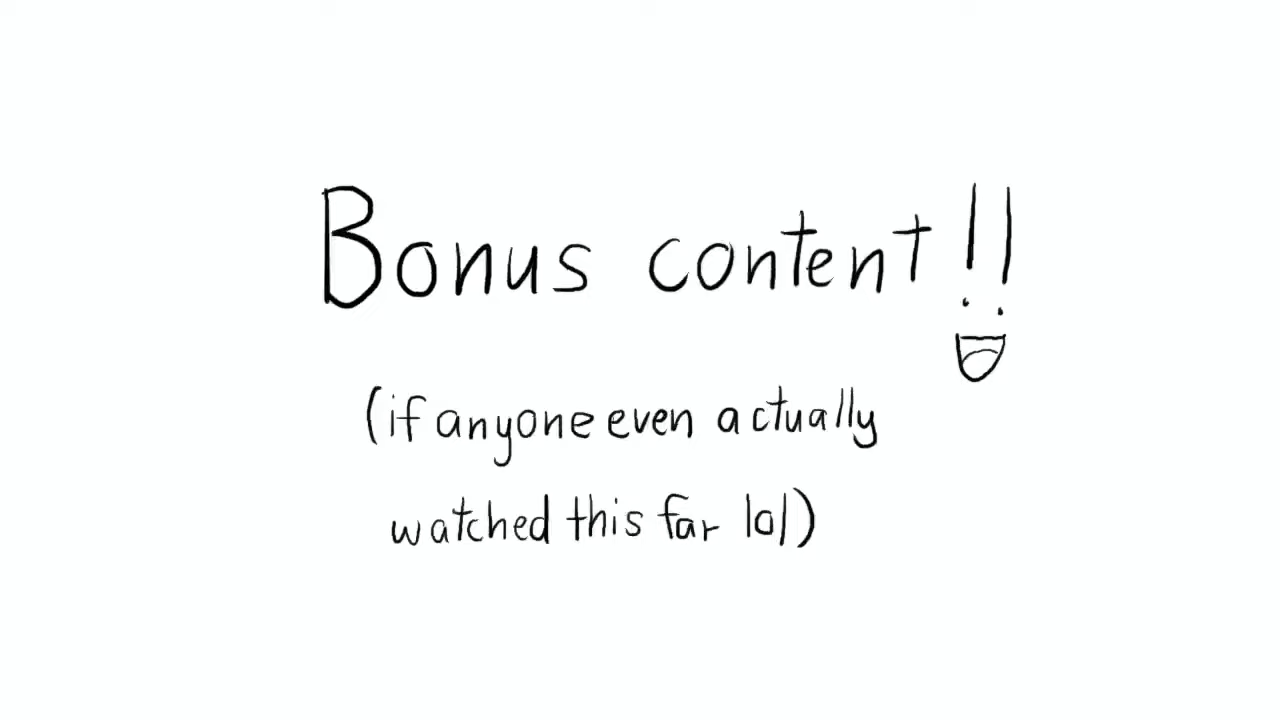 Bonus content!!
(if anyone even actually
watched this far lol)